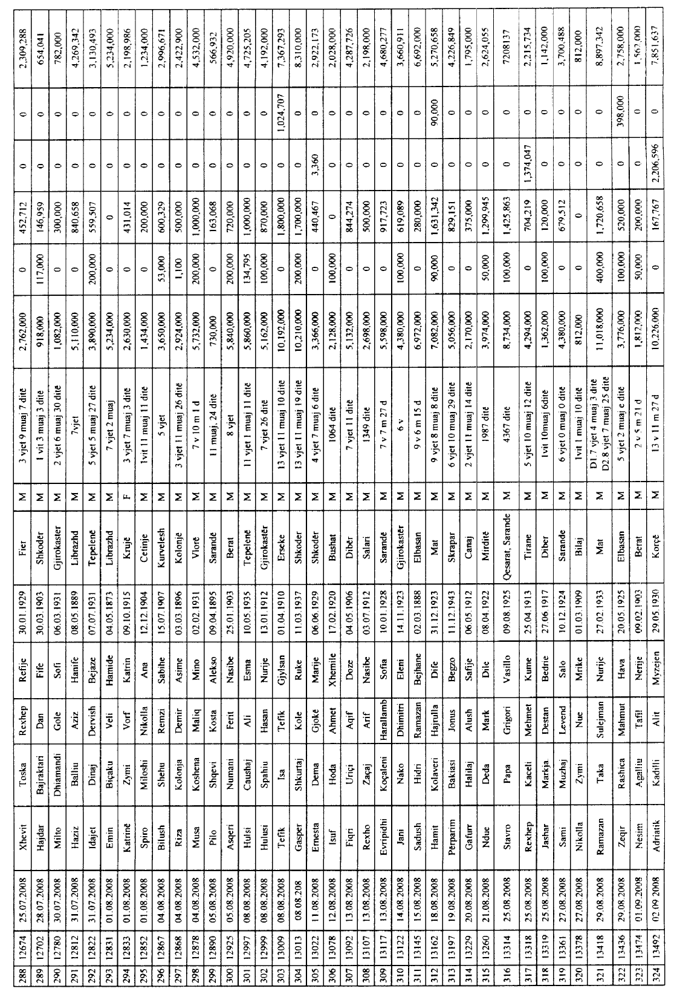 288 12674 25.07.2008 Xhevit Toska Rexhep Refije 30.01.1929 Fier M 3 vjet 9 muaj 7 ditë 2,762,000 0 452,712 0 0 2,309,288
289 12702 28.07.2008 Hajdar Bajraktari Dan Fife 30.03.1903 Shkodër M 1 vit 3 muaj 3 ditë 918,000 117,000 146,959 0 0 654,041
290 12780 30.07.2008 Milto Dhiamandi Gole Sofi 06.03.1931 Gjirokaster M 2 vjet 6 muaj 30 ditë 1,082,000 0 300,000 0 0 782,000
291 12812 31.07.2008 Haziz Balliu Aziz Hanife 08.05.1889 Librazhd M 7vjet 5,110,000 0 840,658 0 0 4,269,342
292 12822 31.07.2008 Idajet Dinaj Dervish Bejaze 07.07.1931 Tepelenë M 5 vjet 5 muaj 27 ditë 3,890,000 200,000 559,507 0 0 3,130,493
293 12831 01.08.2008 Emin Biçaku Veli Hamide 04.05.1873 Librazhd M 7 vjet 2 muaj 5,234,000 0 0 0 0 5,234,000
294 12833 01.08.2008 Katrinë Zymi Vorf Katrin 09.10.1915 Krujë F 3 vjet 7 muaj 3 ditë 2,630,000 0 431,014 0 0 2,198,986
295 12852 01.08.2008 Spiro Miloshi Nikolla Ana 12.12.1904 Cetinje M 1vit 11 muaj 11 ditë 1,434,000 0 200,000 0 0 1,234,000
296 12867 04.08.2008 Bilush Shehu Remzi Sabihe 15.07.1907 Kurvelesh M 5 vjet 3,650,000 53,000 600,329 0 0 2,996,671
297 12868 04.08.2008 Riza Kolonja Demir Asime 03.03.1896 Kolonjë M 3 vjet 11 muaj 26 ditë 2,924,000 1,100 500,000 0 0 2,422,900
298 12878 04.08.2008 Musa Koshena Maliq Mino 02.02.1931 Vlorë M 7 v 10 m 1 d 5,732,000 200,000 1,000,000 0 0 4,532,000
299 12890 05.08.2008 Pilo Shqevi Kosta Alekso 09.04.1895 Sarandë M 11 muaj, 24 ditë 730,000 0 163,068 0 0 566,932
300 12925 05.08.2008 Asqeri Numani Ferit Nasibe 25.01.1903 Berat M 8 vjet 5,840,000 200,000 720,000 0 0 4,920,000
301 12997 08.08.2008 Hulsi Caushaj Ali Esma 10.05.1935 Tepelenë M 11 vjet 1 muaj 11 ditë 5,860,000 134,795 1,000,000 0 0 4,725,205
302 12999 08.08.2008 Hulusi Spahiu Hasan Nurije 13.01.1912 Gjirokastër M 7 vjet 26 ditë 5,162,000 100,000 870,000 0 0 4,192,000
303 13009 08.08.2008 Tefik Isa Tefik Gjylsan 01.04.1910 Erseke M 13 vjet 11 muaj 10 ditë 10,192,000 0 1,800,000 0 1,024,707 7,367,293
304 13013 08.08.208 Gasper Shkurtaj Kole Ruke 11.03.1937 Shkoder M 13 vjet 11 muaj 19 ditë 10,210,000 200,000 1,700,000 0 0 8,310,000
305 13022 11.08.2008 Ernesta Dema Gjokë Marije 06.06.1929 Shkodër M 4 vjet 7 muaj 6 ditë 3,366,000 0 440,467 3,360 0 2,922,173
306 13078 12.08.2008 Isuf Hoda Ahmet Xhemile 17.02.1920 Bushat M 1064 ditë 2,128,000 100,000 0 0 0 2,028,000
307 13092 13.08.2008 Fiqri Uriçi Aqif Doze 04.05.1906 Dibër M 7 vjet 11 ditë 5,132,000 0 844,274 0 0 4,287,726
308 13107 13.08.2008 Rexho Zaçaj Arif Nasibe 03.07.1912 Salari M 1349 ditë 2,698,000 0 500,000 0 0 2,198,000
309 13117 13.08.2008 Evripidhi Koçaleni Harallamb Sofia 10.01.1928 Sarandë M 7 v 7 m 27 d 5,598,000 0 917,723 0 0 4,680,277
310 13122 14.08.2008 Jani Nako Dhimitri Eleni 14.11.1923 Gjirokastër M 6 v 4,380,000 100,000 619,089 0 0 3,660,911
311 13145 15.08.2008 Sadush Hidri Ramazan Bejhane 02.03.1888 Elbasan M 9 v 6 m 15 d 6,972,000 0 280,000 0 0 6,692,000
312 13162 18.08.2008 Hamit Kolaveri Hajrulla Dife 31.12.1923 Mat M 9 vjet 8 muaj 8 ditë 7,082,000 90,000 1,631,342 0 90,000 5,270,658
313 13197 19.08.2008 Perparim Bakiasi Jonus Begzo 11.12.1943 Skrapar M 6 vjet 10 muaj 29 ditë 5,056,000 0 829,151 0 0 4,226,849
314 13229 20.08.2008 Gafurr Halilaj Alush Safije 06.05.1912 Canaj M 2 vjet 11 muaj 14 ditë 2,170,000 0 375,000 0 0 1,795,000
315 13260 21.08.2008 Ndue Deda Mark Dile 08.04.1922 Mirditë M 1987 ditë 3,974,000 50,000 1,299,945 0 0 2,624,055
316 13314 25.08.2008 Stavro Papa Grigori Vasillo 09.08.1925 Qesarat, Sarande M 4367 ditë 8,734,000 100,000 1,425,863 0 0 7208137
317 13318 25.08.2008 Rexhep Kaceli Mehmet Kume 25.04.1913 Tirane M 5 vjet 10 muaj 12 ditë 4,294,000 0 704,219 1,374,047 0 2,215,734
318 13319 25.08.2008 Jashar Markja Destan Bedrie 27.06.1917 Diber M 1vit 10muaj 6dite 1,362,000 100,000 120,000 0 0 1,142,000
319 13361 27.08.2008 Sami Muzhaj Levend Salo 10.12.1924 Sarande M 6 vjet 0 muaj 0 ditë 4,380,000 0 679,512 0 0 3,700,488
320 13378 27.08.2008 Nikolla Zymi Nue Mrike 01.03.1909 Bilaj M 1vit 1 muaj 10 ditë 812,000 0 0 0 0 812,000
321 13418 29.08.2008 Ramazan Taka Sulejman Nurije 27.02.1933 Mat M D1.7 vjet 4 muaj 3 ditë D2.8 vjet 7 muaj 25 ditë 11,018,000 400,000 1,720,658 0 0 8,897,342
322 13436 29.08.2008 Zeqir Rashica Mahmut Hava 20.05.1925 Elbasan M 5 vjet 2 muaj e dite 3,776,000 100,000 520,000 0 398,000 2,758,000
323 13474 01.09.2008 Nesim Agalliu Tafil Nerije 09.02.1903 Berat M 2 v 5 m 21 d 1,812,000 50,000 200,000 0 0 1,562,000
324 13492 02.09.2008 Adriatik Kadilli Alit Myzejen 29.05.1930 Korçë M 13 v 11 m 27 d 10,226,000 0 167,767 2,206,596 0 7,851,637